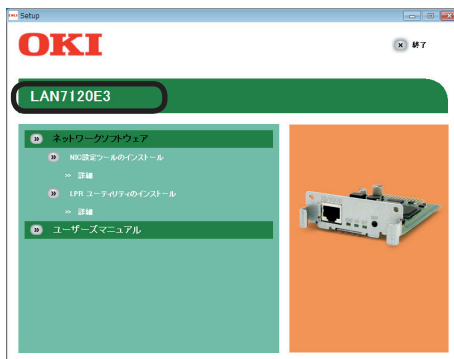 Setup
OKI
終了
LAN7120E3
ネットワークソフトウェア
NIC設定ツールのインストール
詳細
LPR ユーティリティのインストール
詳細
ユーザーズマニュアル